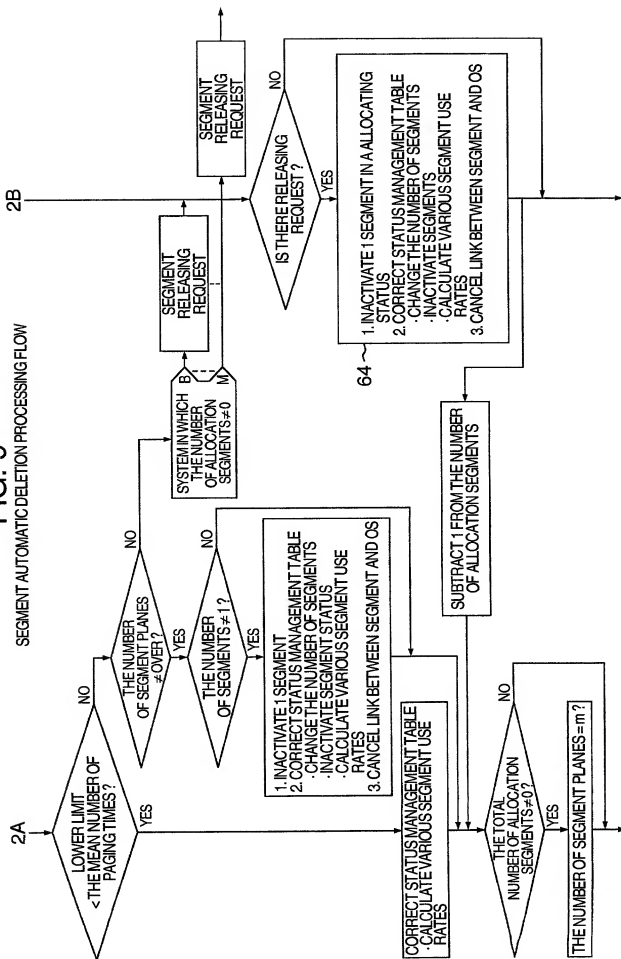 SEGMENT AUTOMATIC DELETION PROCESSING FLOW
2A
LOWER LIMIT
< THE MEAN NUMBER OF
PAGING TIMES ?
NO
YES
THE NUMBER
OF SEGMENT PLANES
≠ OVER ?
NO
YES
THE NUMBER
OF SEGMENTS ≠ 1 ?
NO
YES
1. INACTIVATE 1 SEGMENT
2. CORRECT STATUS MANAGEMENT TABLE
· CHANGE THE NUMBER OF SEGMENTS
· INACTIVATE SEGMENT STATUS
· CALCULATE VARIOUS SEGMENT USE
RATES
3. CANCEL LINK BETWEEN SEGMENT AND OS
CORRECT STATUS MANAGEMENT TABLE
· CALCULATE VARIOUS SEGMENT USE
RATES
THE TOTAL
NUMBER OF ALLOCATION
SEGMENTS ≠ 0 ?
NO
YES
THE NUMBER OF SEGMENT PLANES = m ?
SYSTEM IN WHICH
THE NUMBER
OF ALLOCATION
SEGMENTS ≠ 0
B
M
SEGMENT
RELEASING
REQUEST
SEGMENT
RELEASING
REQUEST
2B
IS THERE RELEASING
REQUEST ?
NO
YES
64
1. INACTIVATE 1 SEGMENT IN A ALLOCATING
STATUS
2. CORRECT STATUS MANAGEMENT TABLE
· CHANGE THE NUMBER OF SEGMENTS
· INACTIVATE SEGMENTS
· CALCULATE VARIOUS SEGMENT USE
RATES
3. CANCEL LINK BETWEEN SEGMENT AND OS
SUBTRACT 1 FROM THE NUMBER
OF ALLOCATION SEGMENTS